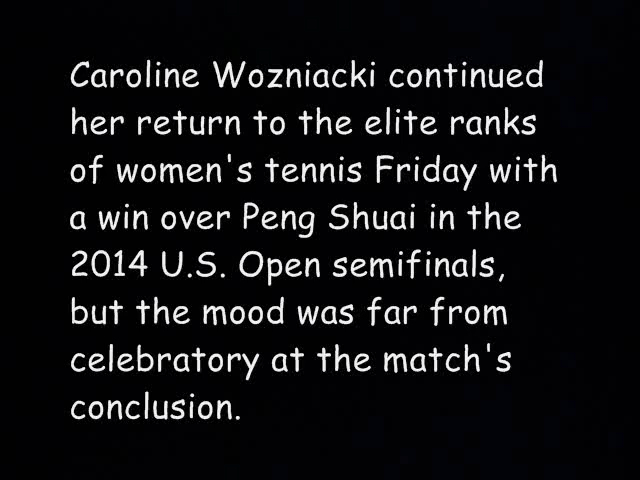 Caroline Wozniacki continued
her return to the elite ranks
of women's tennis Friday with
a win over Peng Shuai in the
2014 U.S. Open semifinals,
but the mood was far from
celebratory at the match's
conclusion.